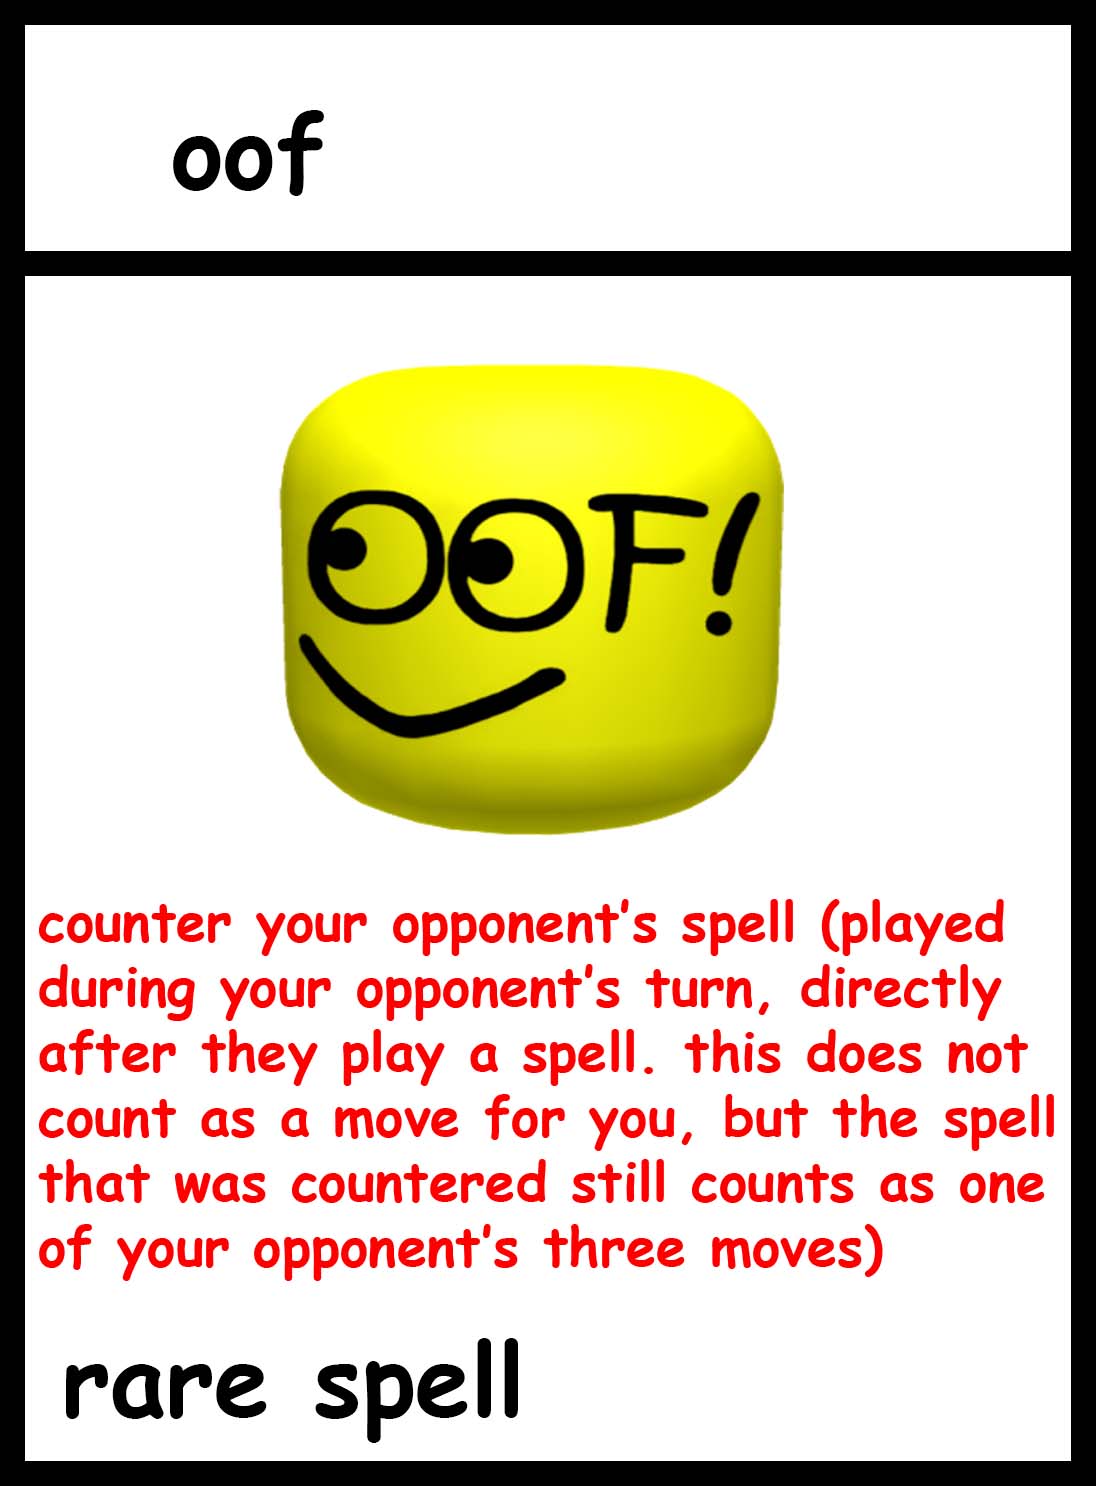 oof
OOF!
counter your opponent's spell (played
during your opponent's turn, directly
after they play a spell. this does not
count as a move for you, but the spell
that was countered still counts as one
of your opponent's three moves)
rare spell